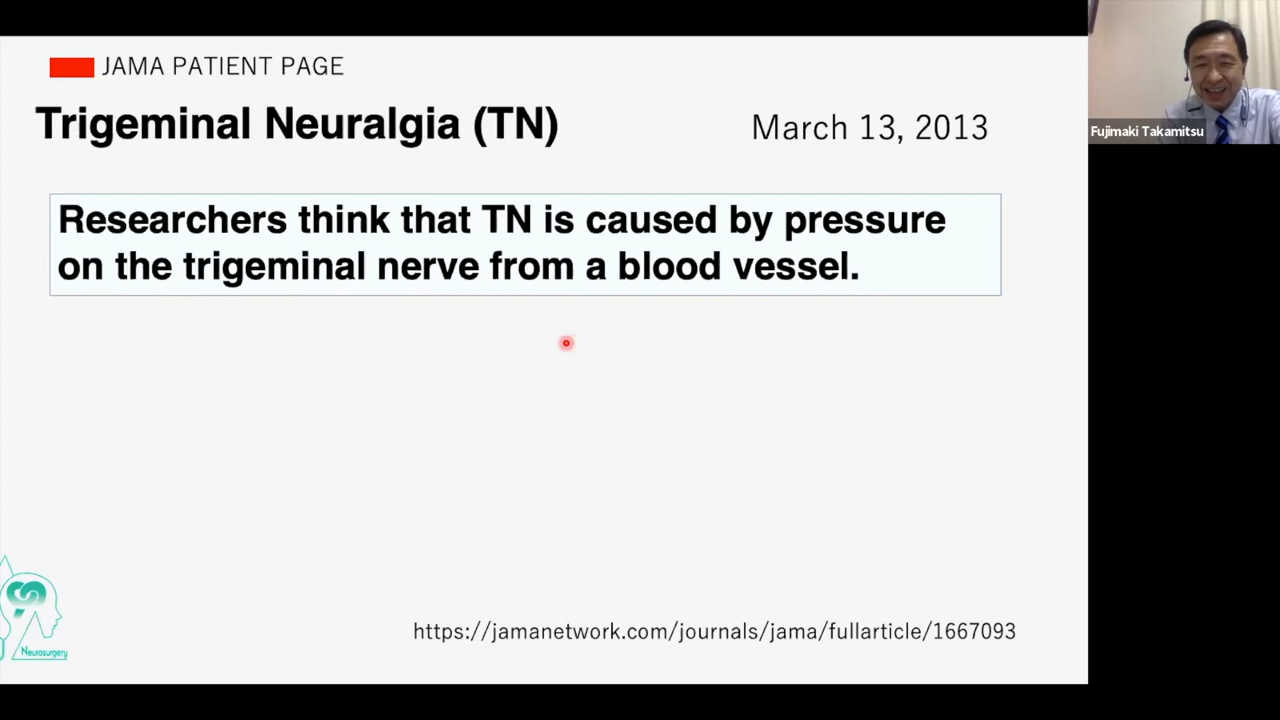 JAMA PATIENT PAGE
Trigeminal Neuralgia (TN)
March 13, 2013
Researchers think that TN is caused by pressure
on the trigeminal nerve from a blood vessel.
https://jamanetwork.com/journals/jama/fullarticle/1667093
Neurosurgery
Fujimaki Takamitsu